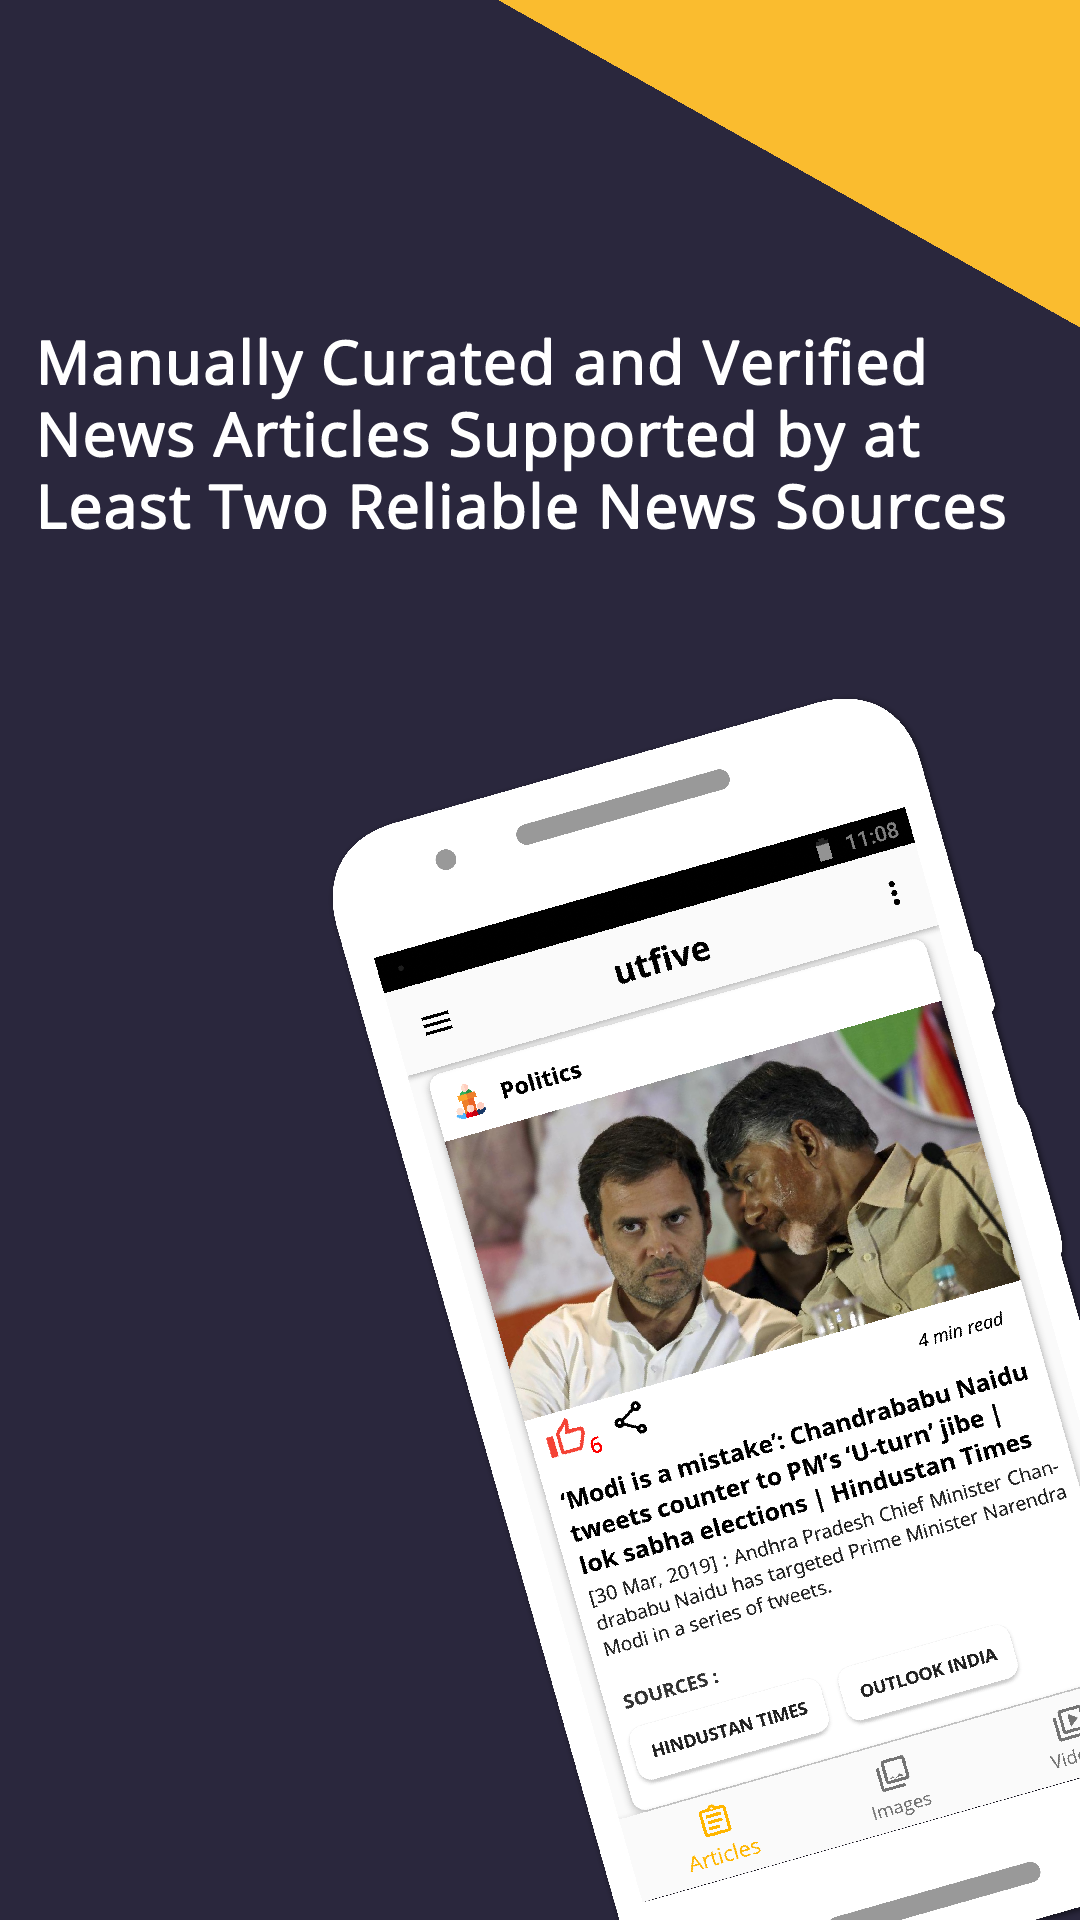 Manually Curated and Verified
News Articles Supported by at
Least Two Reliable News Sources
11:08
utfive
Politics
4 min read
6
‘Modi is a mistake’: Chandrababu Naidu
tweets counter to PM’s ‘U-turn’ jibe |
lok sabha elections | Hindustan Times
[30 Mar, 2019] : Andhra Pradesh Chief Minister Chan-
drababu Naidu has targeted Prime Minister Narendra
Modi in a series of tweets.
SOURCES :
HINDUSTAN TIMES
OUTLOOK INDIA
Articles
Images